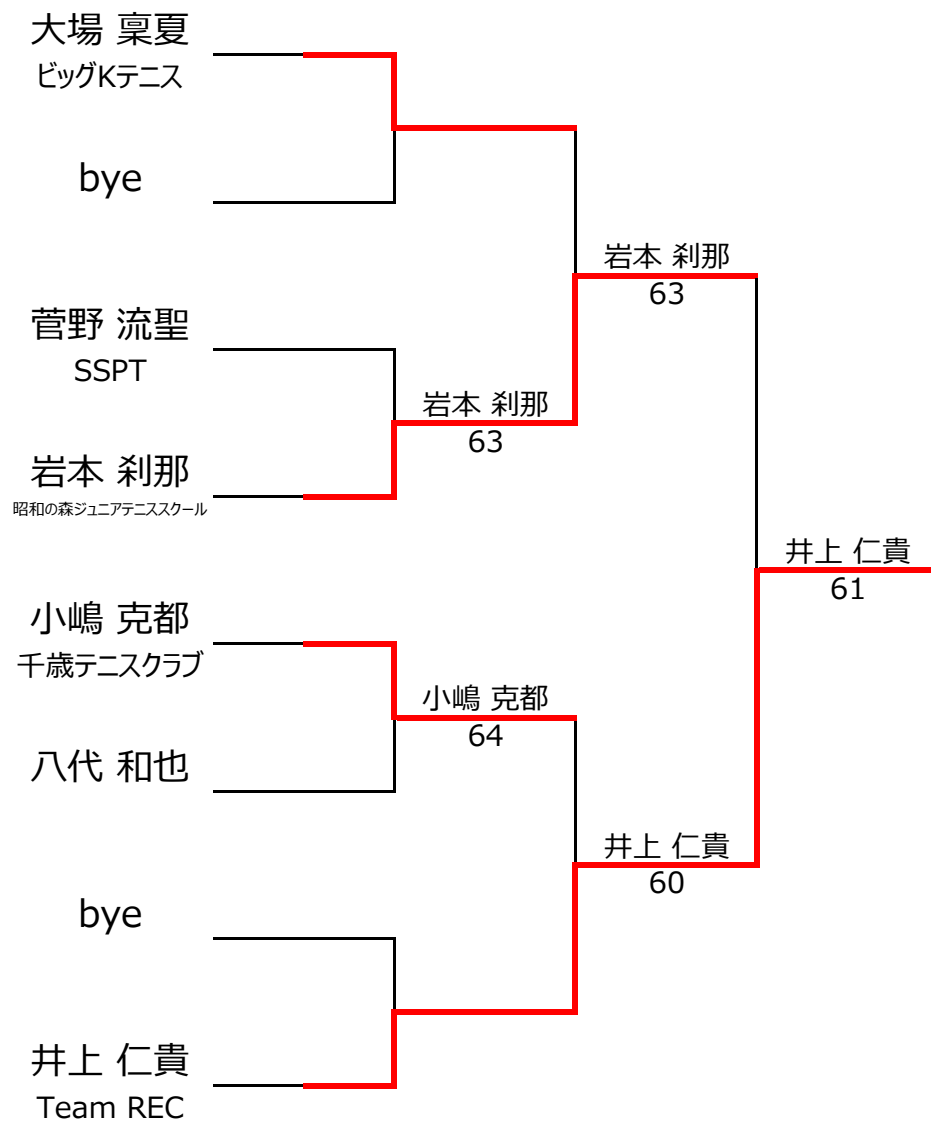 大場 稟夏
ビッグKテニス
bye
菅野 流聖
SSPT
岩本 刹那
昭和の森ジュニアテニススクール
小嶋 克都
千歳テニスクラブ
八代 和也
bye
井上 仁貴
Team REC
岩本 刹那
63
小嶋 克都
64
岩本 刹那
63
井上 仁貴
60
井上 仁貴
61